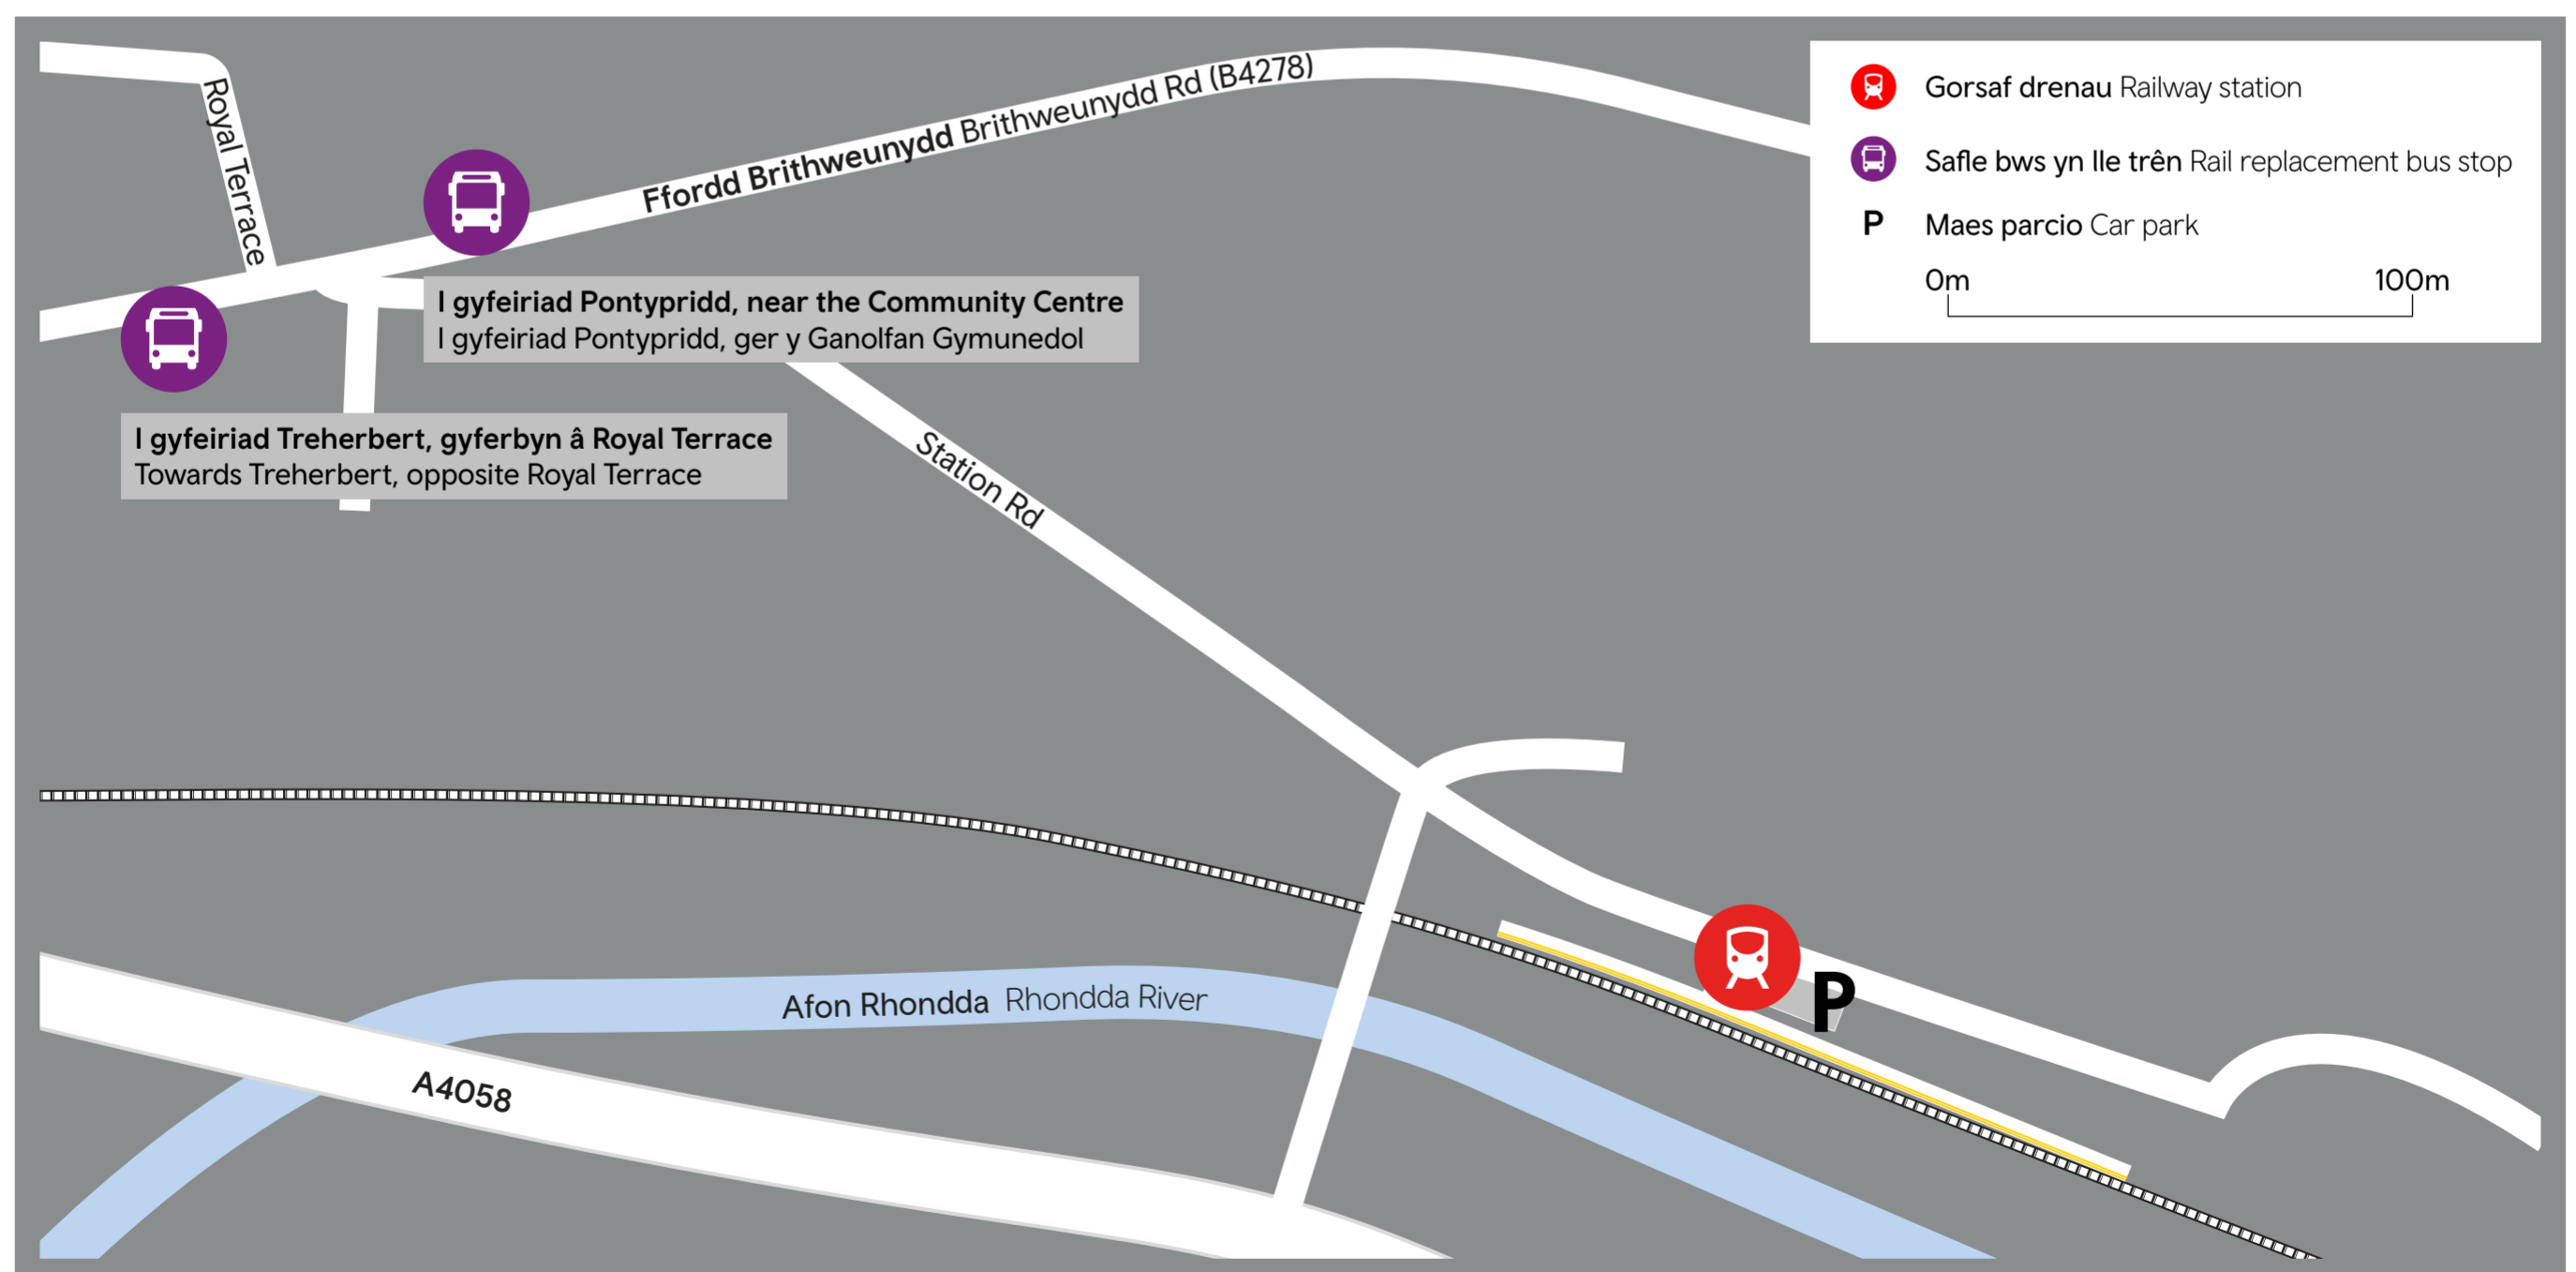 Royal Terrace
Ffordd Brithweunydd Brithweunydd Rd (B4278)
Gorsaf drenau Railway station
Safle bws yn lle trên Rail replacement bus stop
P Maes parcio Car park
0m 100m
I gyfeiriad Pontypridd, near the Community Centre
I gyfeiriad Pontypridd, ger y Ganolfan Gymunedol
I gyfeiriad Treherbert, gyferbyn â Royal Terrace
Towards Treherbert, opposite Royal Terrace
Station Rd
P
Afon Rhondda Rhondda River
A4058